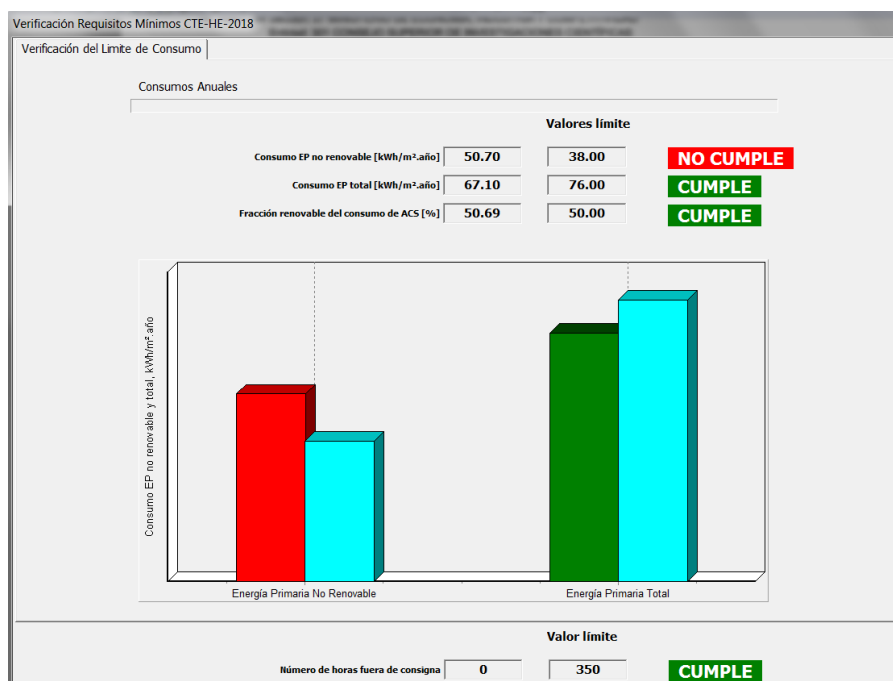 Verificación Requisitos Mínimos CTE-HE-2018
Verificación del Limite de Consumo
Consumos Anuales
Valores límite
Consumo EP no renovable [kWh/m².año] 50.70 38.00 NO CUMPLE
Consumo EP total [kWh/m².año] 67.10 76.00 CUMPLE
Fracción renovable del consumo de ACS [%] 50.69 50.00 CUMPLE
Consumo EP no renovable y total, kWh/m².año
Energía Primaria No Renovable Energía Primaria Total
Valor límite
Número de horas fuera de consigna 0 350 CUMPLE